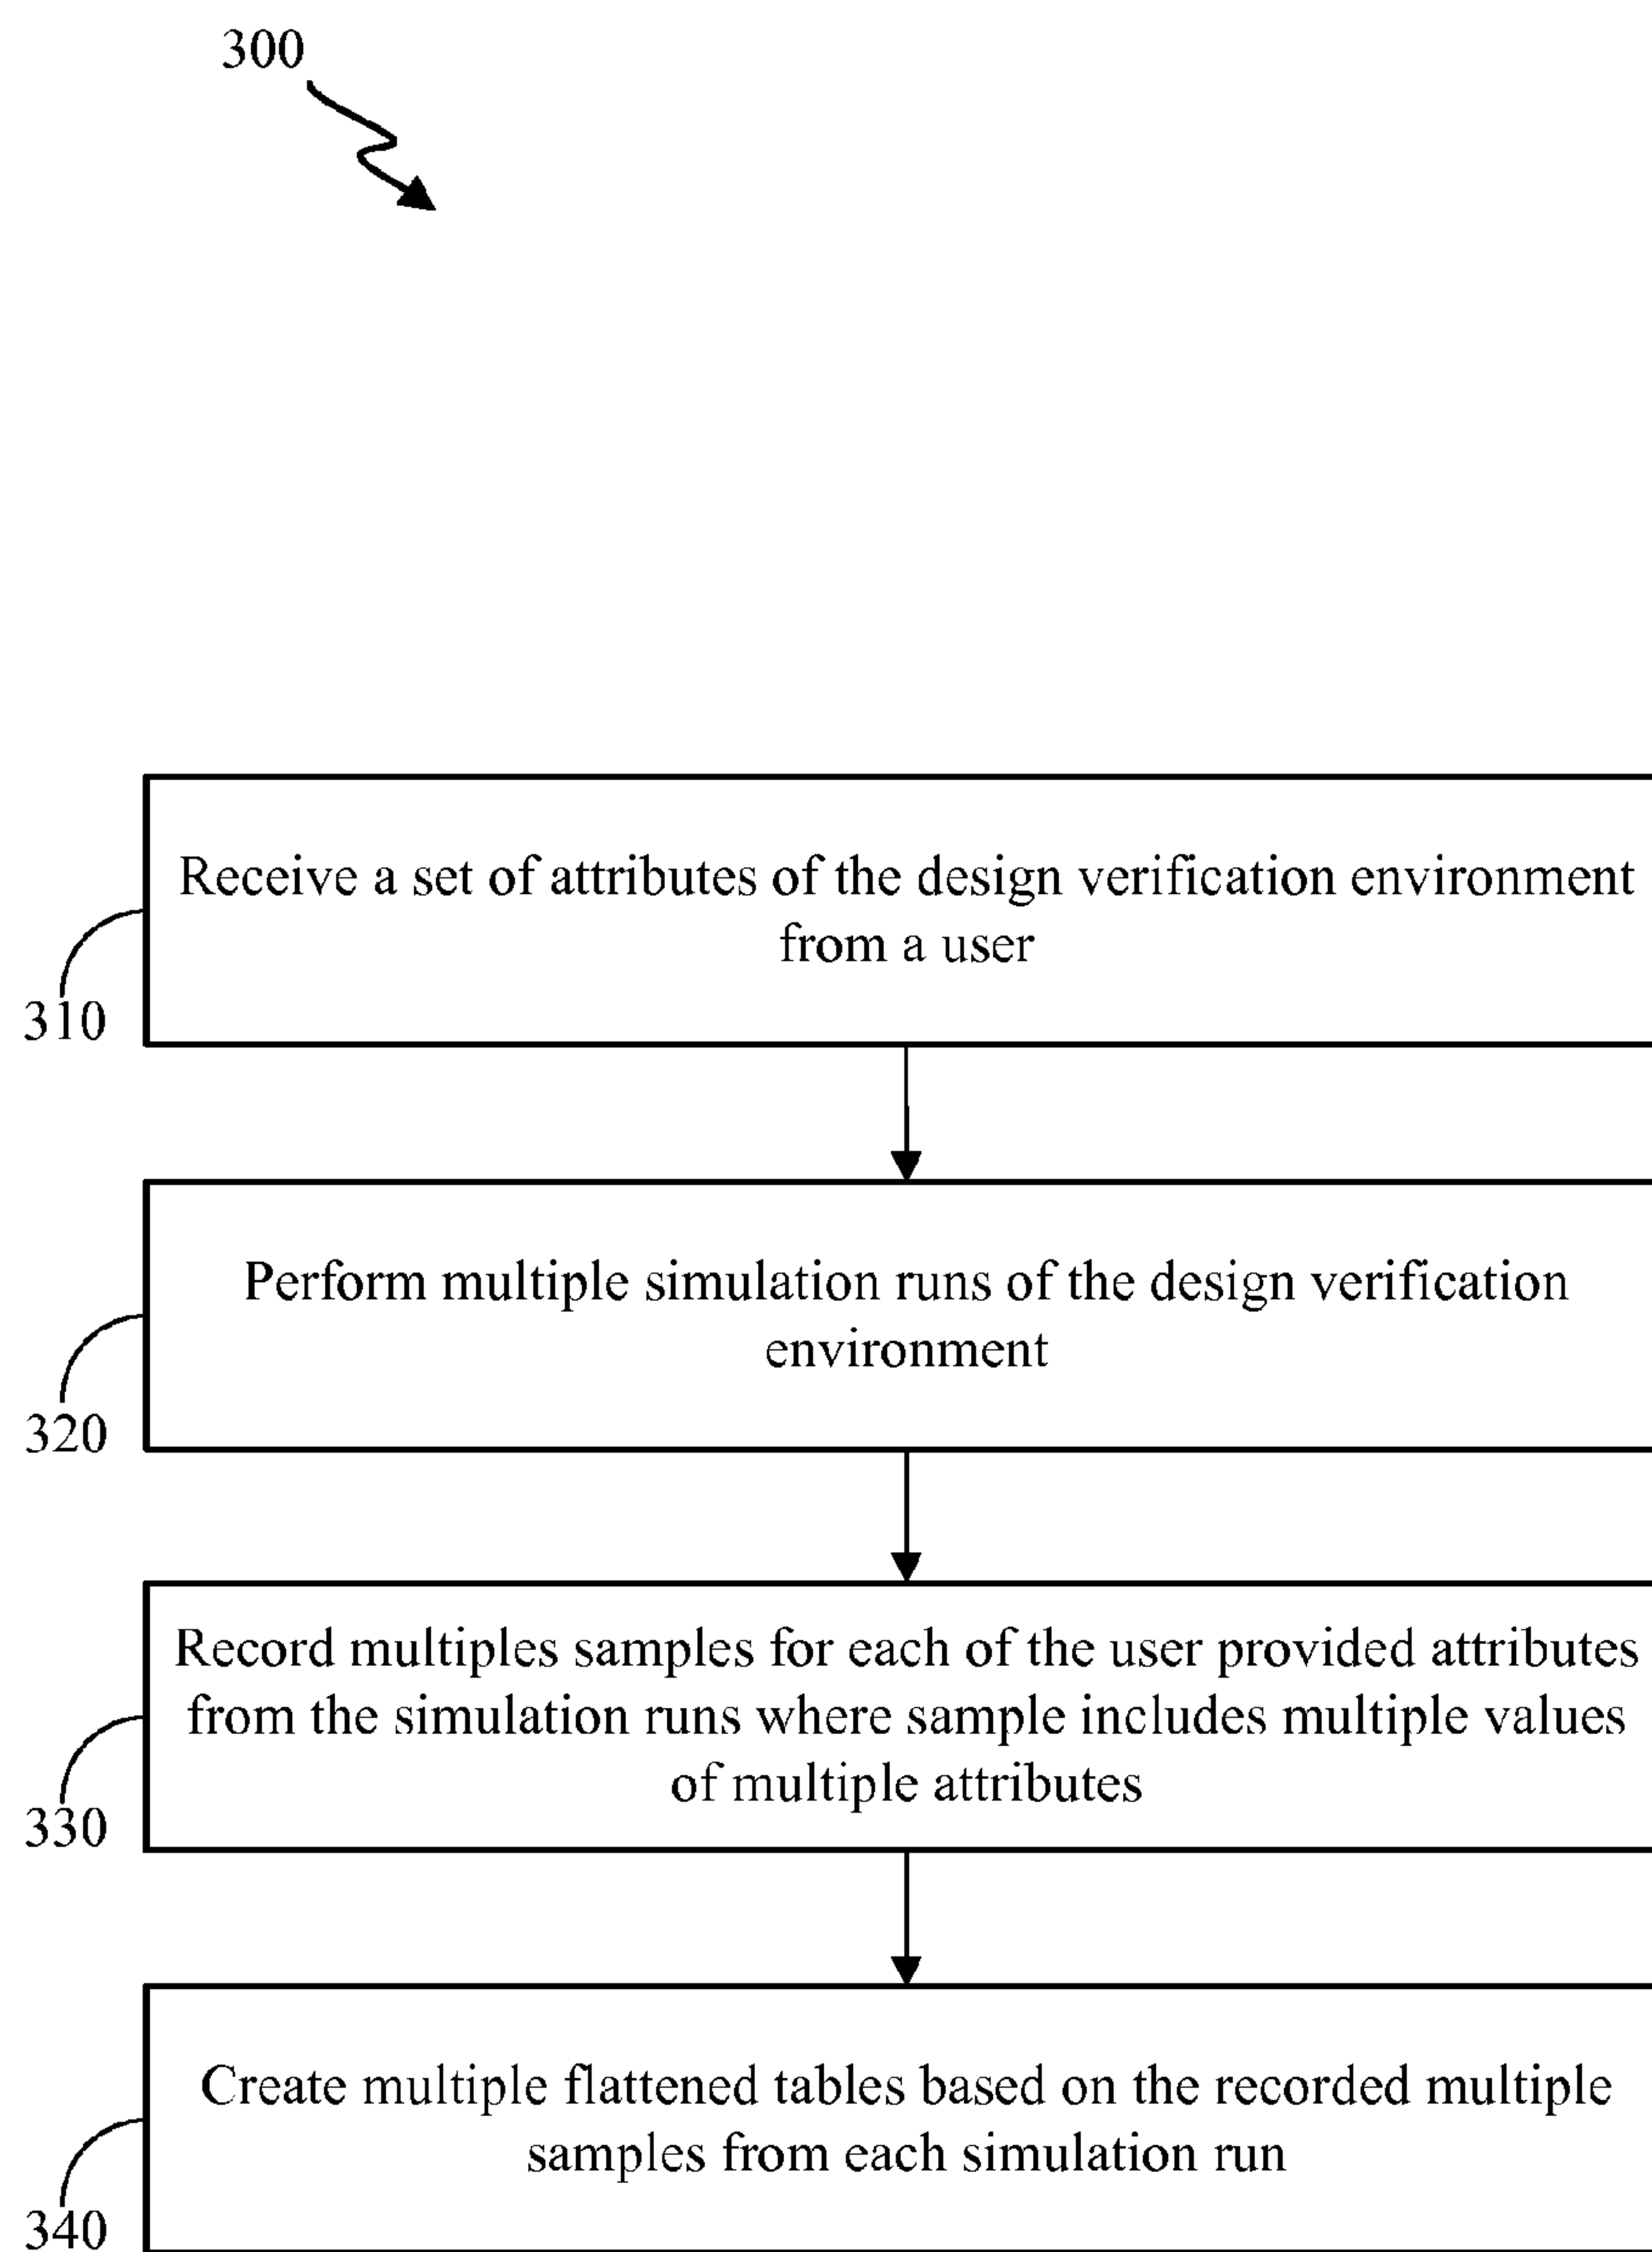 300
Receive a set of attributes of the design verification environment
from a user
310
Perform multiple simulation runs of the design verification
environment
320
Record multiples samples for each of the user provided attributes
from the simulation runs where sample includes multiple values
of multiple attributes
330
Create multiple flattened tables based on the recorded multiple
samples from each simulation run
340